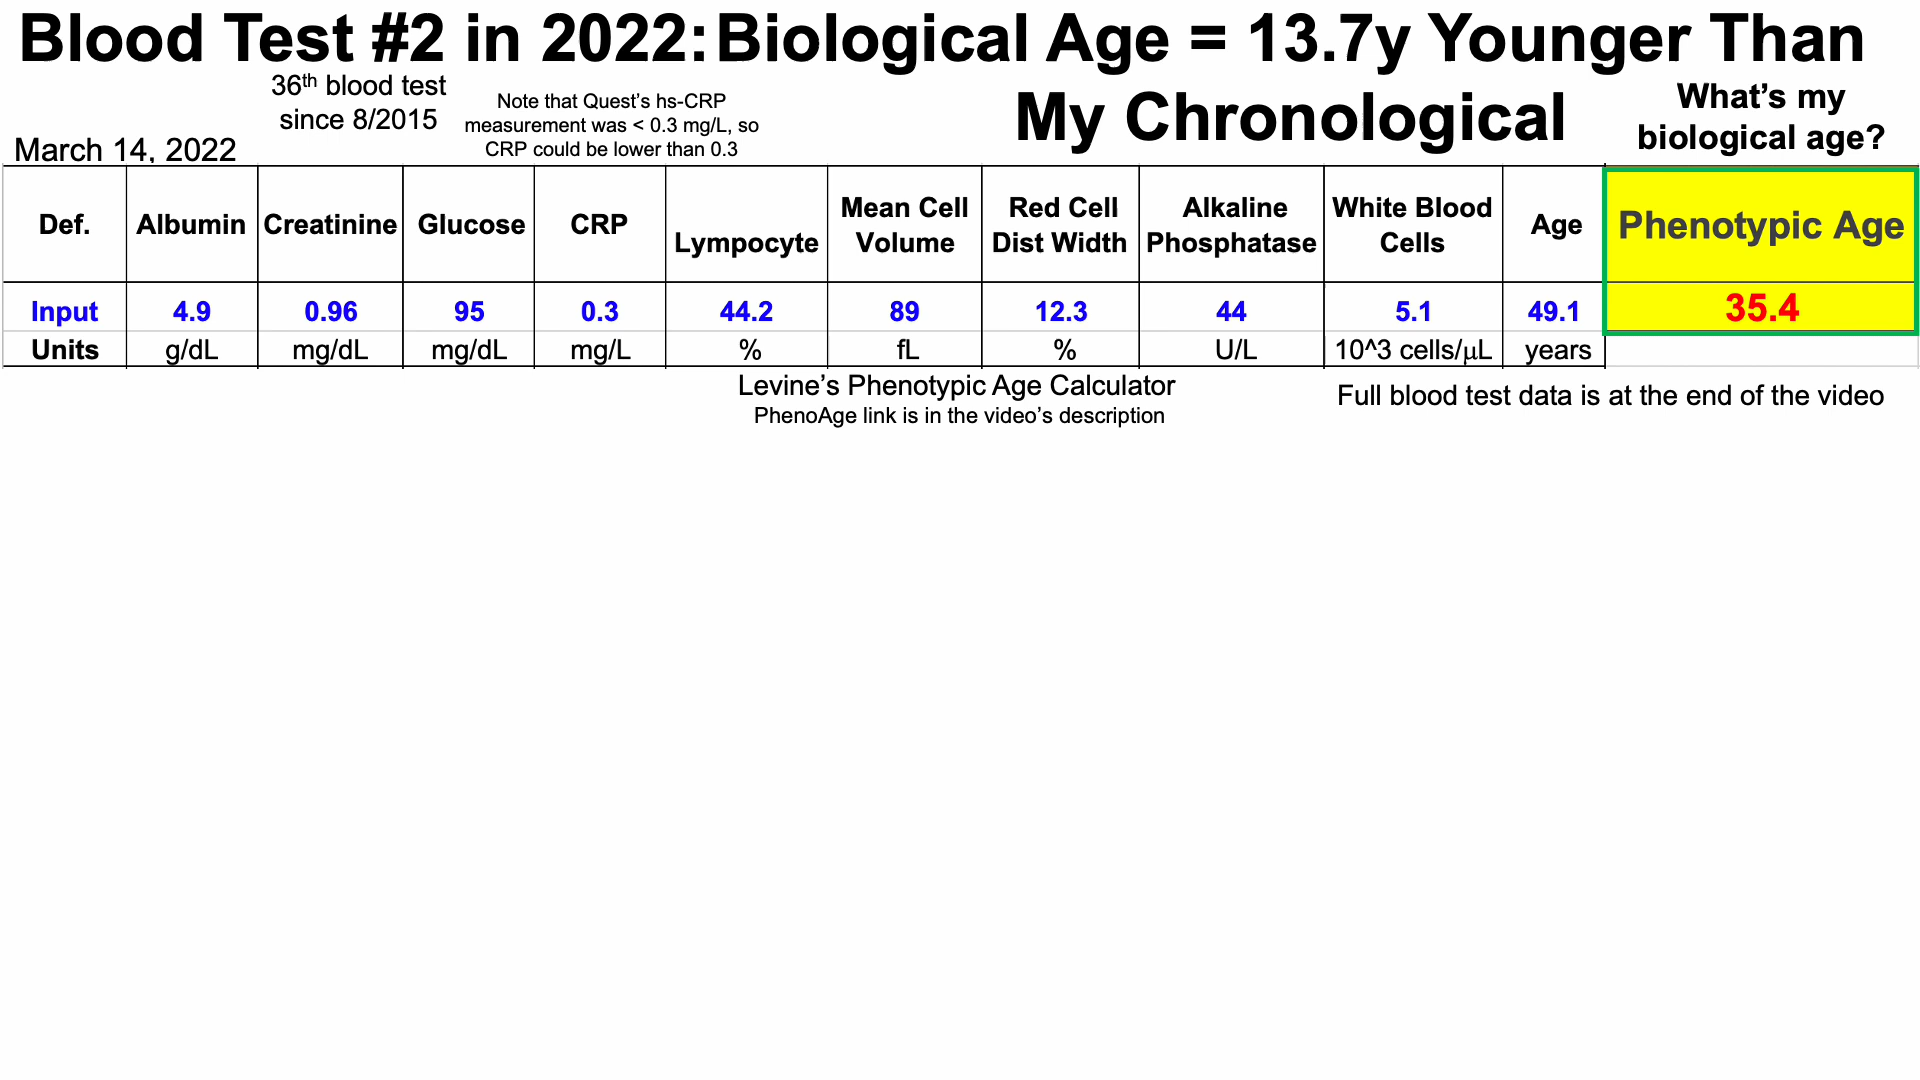 Blood Test #2 in 2022: Biological Age = 13.7y Younger Than
My Chronological
36th blood test
since 8/2015
Note that Quest's hs-CRP
measurement was < 0.3 mg/L, so
CRP could be lower than 0.3
What's my
biological age?
March 14, 2022
Def. Albumin Creatinine Glucose CRP Lympocyte Mean Cell Volume Red Cell Dist Width Alkaline Phosphatase White Blood Cells Age Phenotypic Age
Input 4.9 0.96 95 0.3 44.2 89 12.3 44 5.1 49.1 35.4
Units g/dL mg/dL mg/dL mg/L % fL % U/L 10^3 cells/μL years
Levine's Phenotypic Age Calculator
PhenoAge link is in the video's description
Full blood test data is at the end of the video